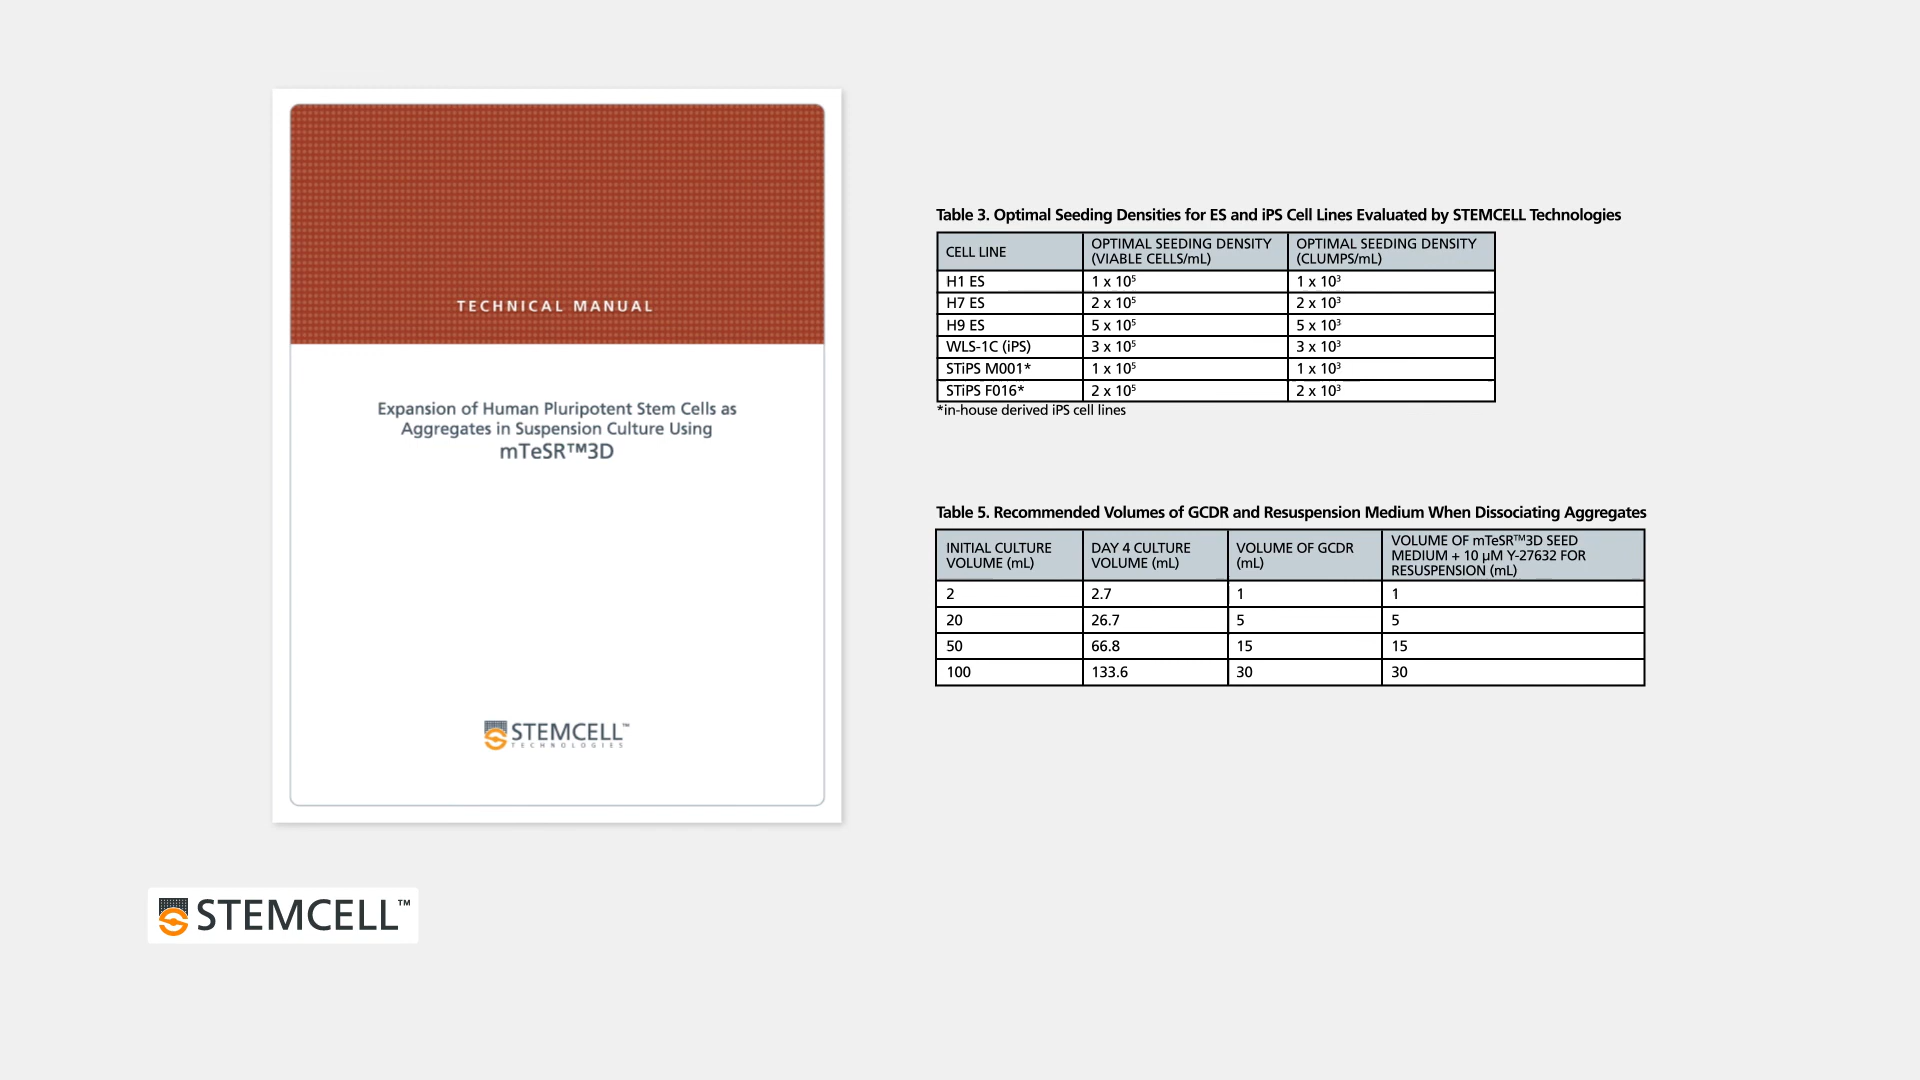 TECHNICAL MANUAL
Expansion of Human Pluripotent Stem Cells as
Aggregates in Suspension Culture Using
mTeSR™3D
STEMCELL™
TECHNOLOGIES
Table 3. Optimal Seeding Densities for ES and iPS Cell Lines Evaluated by STEMCELL Technologies
CELL LINE
OPTIMAL SEEDING DENSITY
(VIABLE CELLS/mL)
OPTIMAL SEEDING DENSITY
(CLUMPS/mL)
H1 ES 1 x 10⁵ 1 x 10³
H7 ES 2 x 10⁵ 2 x 10³
H9 ES 5 x 10⁵ 5 x 10³
WLS-1C (iPS) 3 x 10⁵ 3 x 10³
STiPS M001* 1 x 10⁵ 1 x 10³
STiPS F016* 2 x 10⁵ 2 x 10³
*in-house derived iPS cell lines
Table 5. Recommended Volumes of GCDR and Resuspension Medium When Dissociating Aggregates
INITIAL CULTURE
VOLUME (mL)
DAY 4 CULTURE
VOLUME (mL)
VOLUME OF GCDR
(mL)
VOLUME OF mTeSR™3D SEED
MEDIUM + 10 µM Y-27632 FOR
RESUSPENSION (mL)
2 2.7 1 1
20 26.7 5 5
50 66.8 15 15
100 133.6 30 30
STEMCELL™